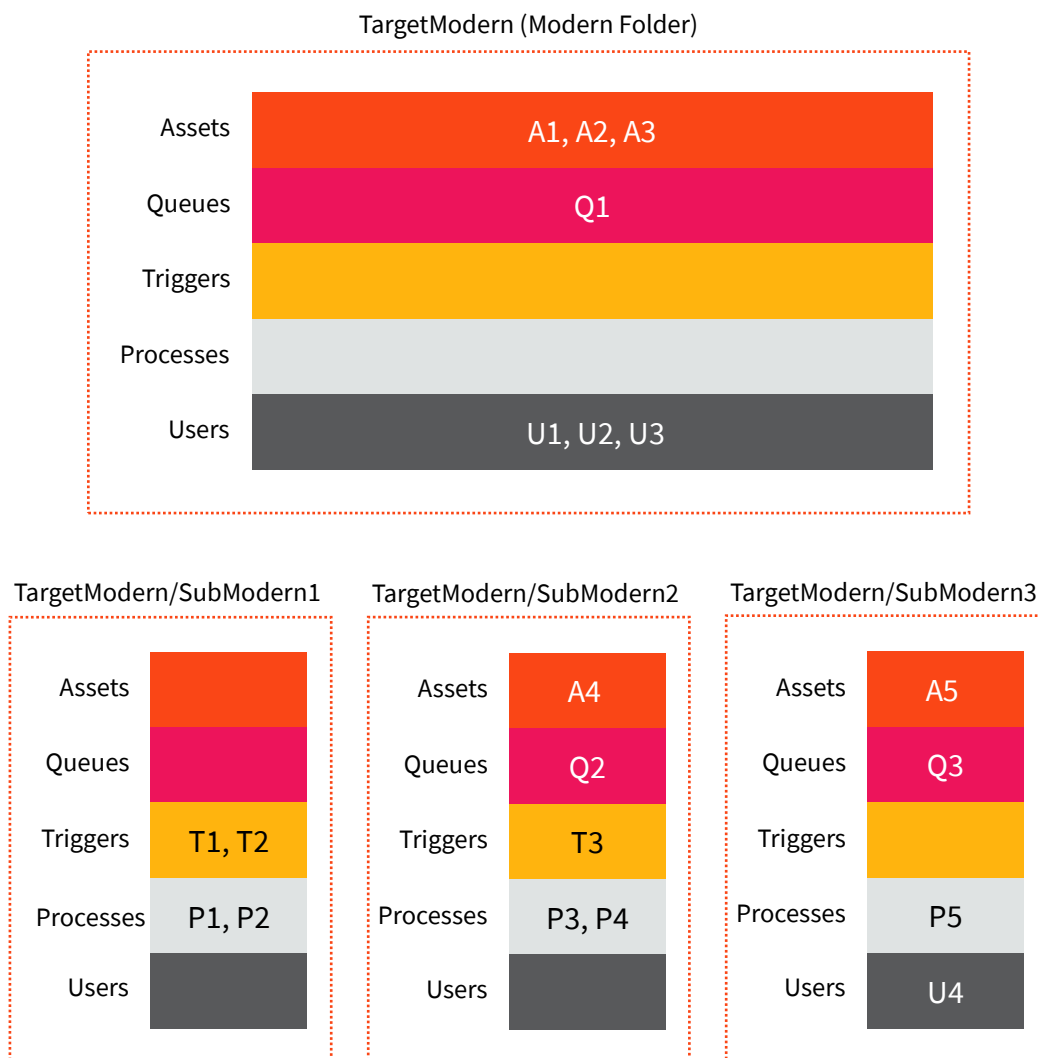 TargetModern (Modern Folder)
Assets A1, A2, A3
Queues Q1
Triggers
Processes
Users U1, U2, U3
TargetModern/SubModern1
Assets
Queues
Triggers T1, T2
Processes P1, P2
Users
TargetModern/SubModern2
Assets A4
Queues Q2
Triggers T3
Processes P3, P4
Users
TargetModern/SubModern3
Assets A5
Queues Q3
Triggers
Processes P5
Users U4